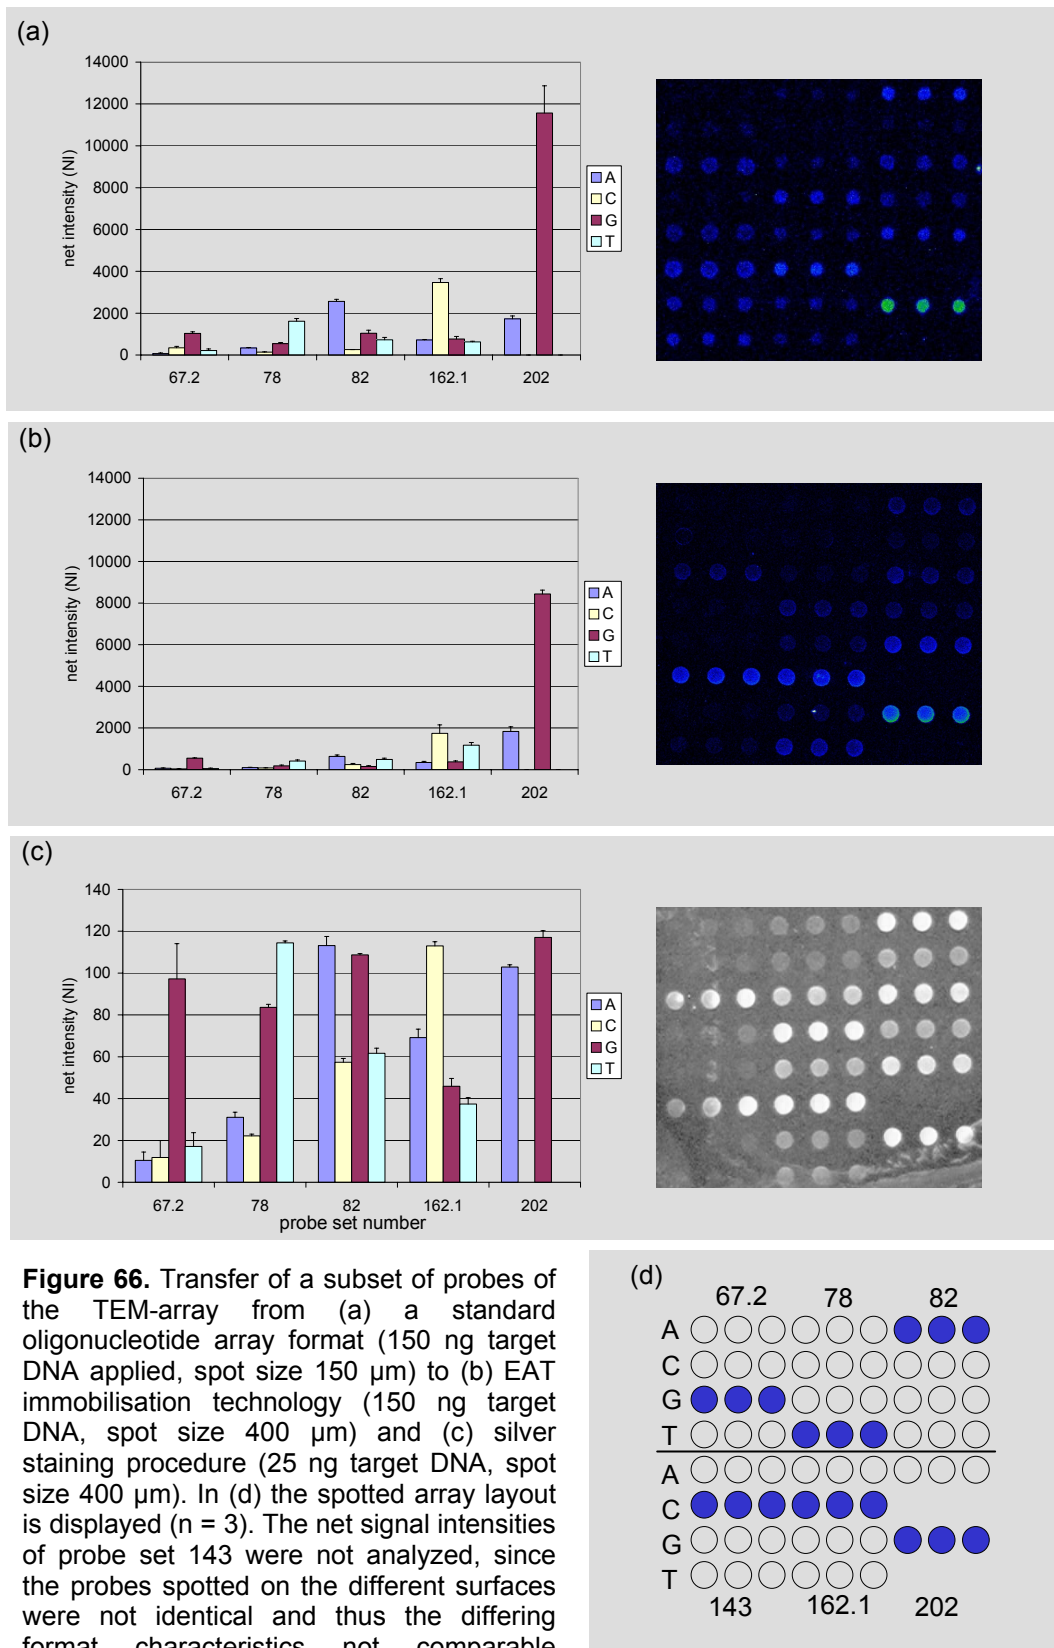 (a)
14000
12000
10000
8000
6000
4000
2000
0
net intensity (NI)
67.2 78 82 162.1 202
A
C
G
T
(b)
14000
12000
10000
8000
6000
4000
2000
0
net intensity (NI)
67.2 78 82 162.1 202
A
C
G
T
(c)
140
120
100
80
60
40
20
0
net intensity (NI)
67.2 78 82 162.1 202
probe set number
A
C
G
T
Figure 66. Transfer of a subset of probes of
the TEM-array from (a) a standard
oligonucleotide array format (150 ng target
DNA applied, spot size 150 µm) to (b) EAT
immobilisation technology (150 ng target
DNA, spot size 400 µm) and (c) silver
staining procedure (25 ng target DNA, spot
size 400 µm). In (d) the spotted array layout
is displayed (n = 3). The net signal intensities
of probe set 143 were not analyzed, since
the probes spotted on the different surfaces
were not identical and thus the differing
format characteristics not comparable
(d)
67.2 78 82
A
C
G
T
A
C
G
T
143 162.1 202